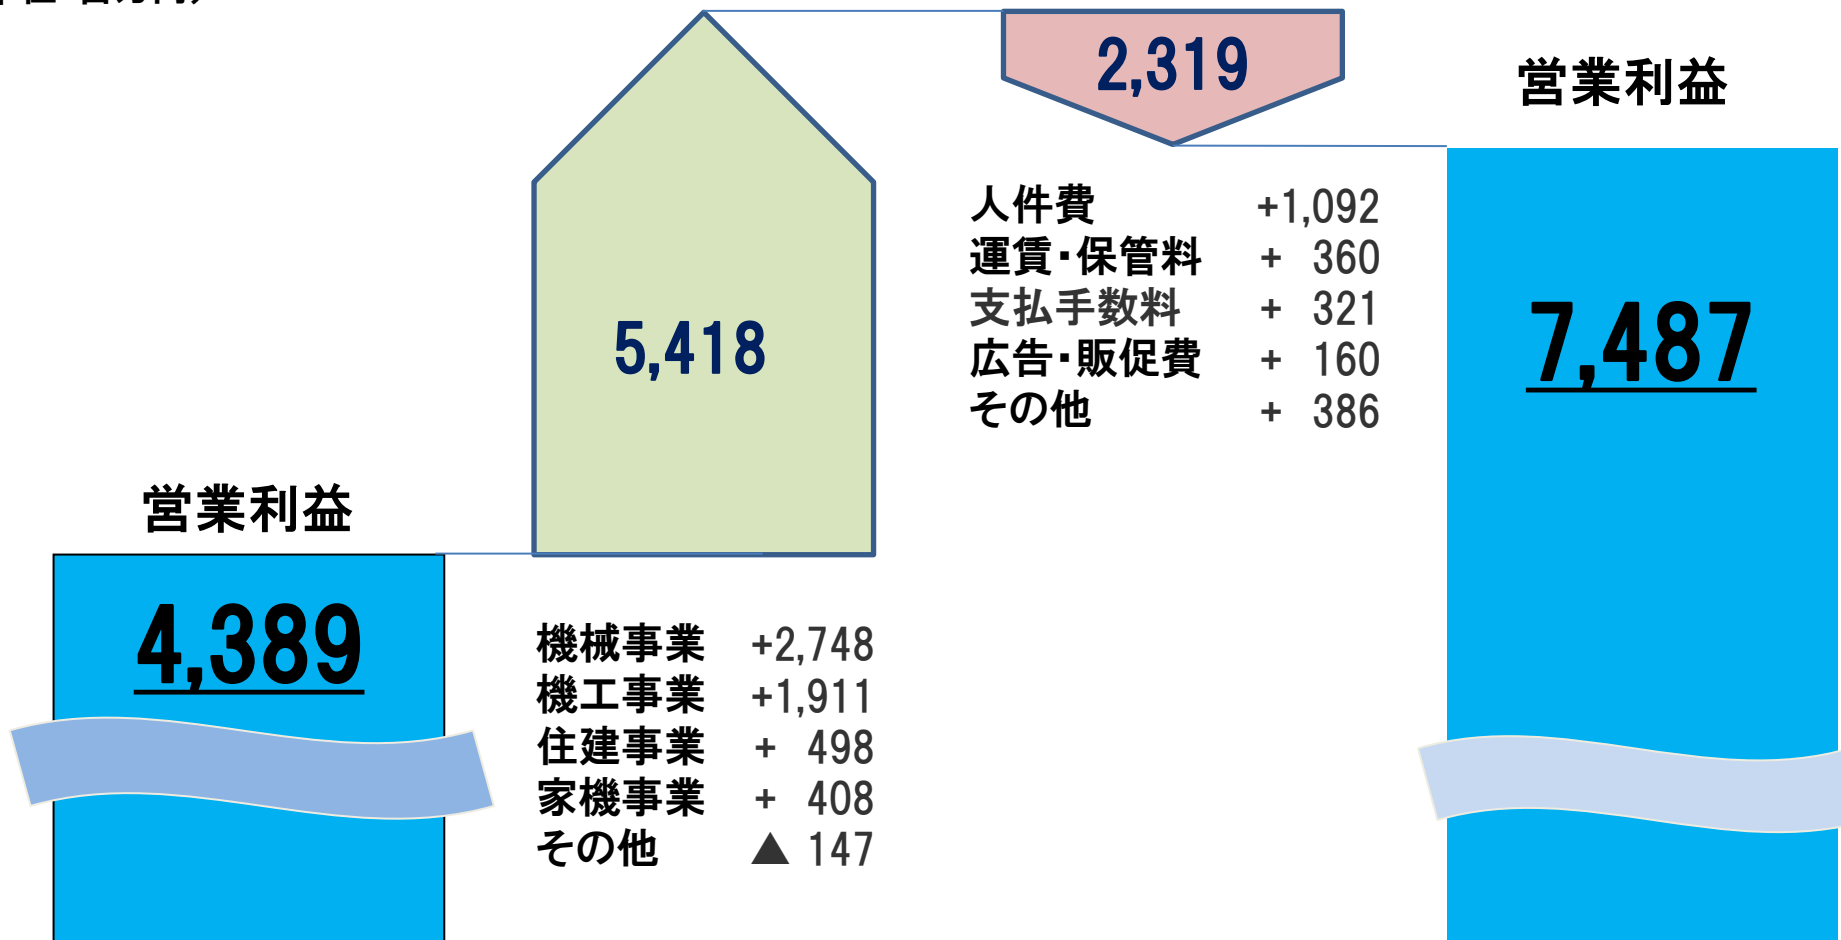 2,319
営業利益
人件費 +1,092
運賃・保管料 + 360
支払手数料 + 321
広告・販促費 + 160
その他 + 386
5,418
7,487
営業利益
4,389
機械事業 +2,748
機工事業 +1,911
住建事業 + 498
家機事業 + 408
その他 ▲ 147